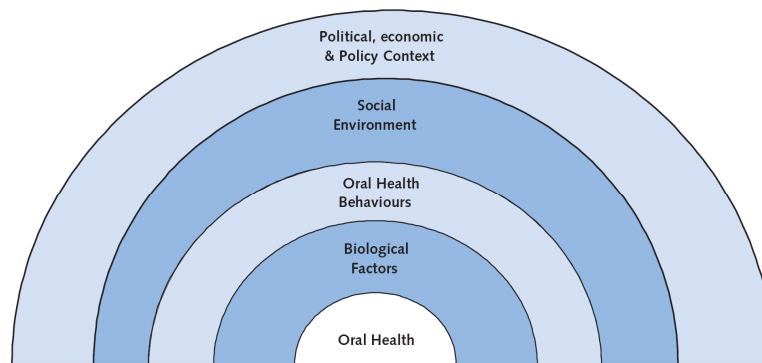 Political, economic
& Policy Context
Social
Environment
Oral Health
Behaviours
Biological
Factors
Oral Health